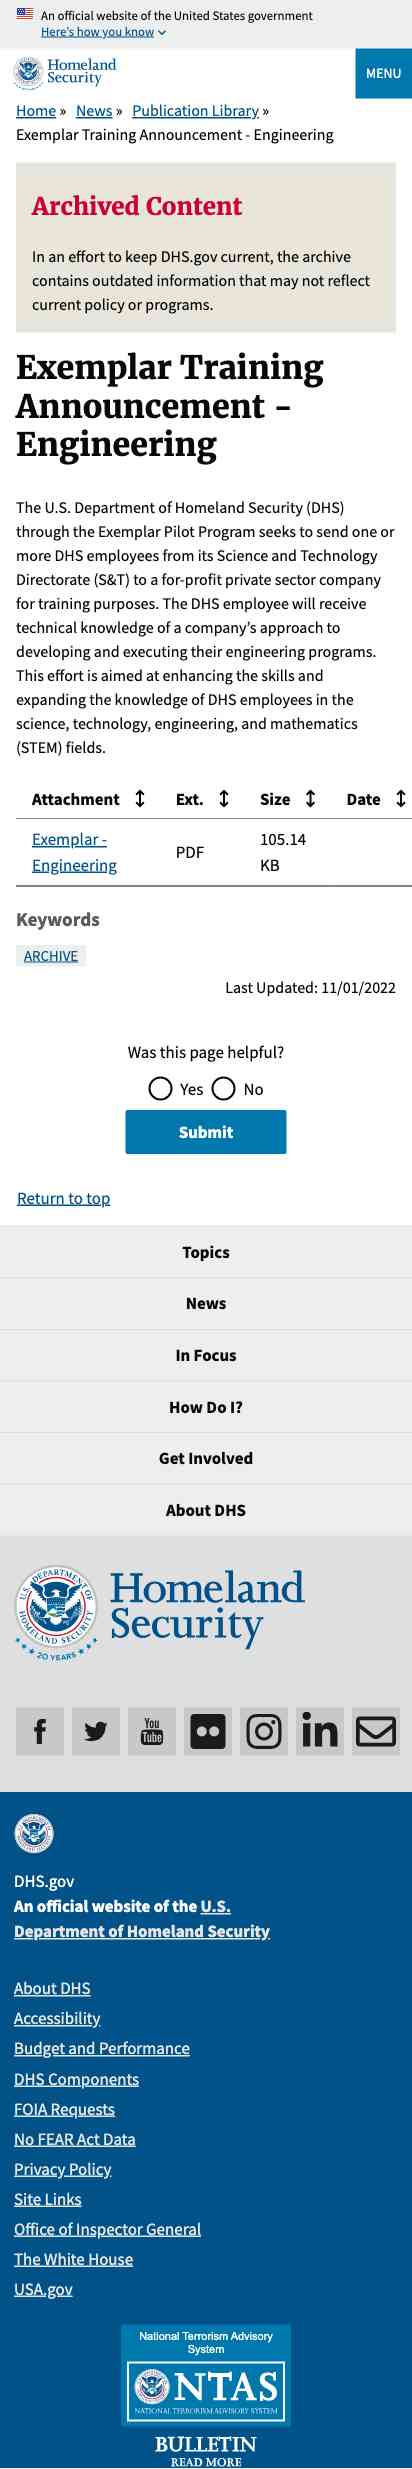 An official website of the United States government
Here's how you know
Homeland
Security
MENU
Home » News » Publication Library »
Exemplar Training Announcement - Engineering
Archived Content
In an effort to keep DHS.gov current, the archive
contains outdated information that may not reflect
current policy or programs.
Exemplar Training
Announcement -
Engineering
The U.S. Department of Homeland Security (DHS)
through the Exemplar Pilot Program seeks to send one or
more DHS employees from its Science and Technology
Directorate (S&T) to a for-profit private sector company
for training purposes. The DHS employee will receive
technical knowledge of a company's approach to
developing and executing their engineering programs.
This effort is aimed at enhancing the skills and
expanding the knowledge of DHS employees in the
science, technology, engineering, and mathematics
(STEM) fields.
Attachment Ext. Size Date
Exemplar -
Engineering
PDF
105.14
KB
Keywords
ARCHIVE
Last Updated: 11/01/2022
Was this page helpful?
Yes No
Submit
Return to top
Topics
News
In Focus
How Do I?
Get Involved
About DHS
U.S. DEPARTMENT OF
HOMELAND SECURITY
20 YEARS
Homeland
Security
You
Tube
DHS.gov
An official website of the U.S.
Department of Homeland Security
About DHS
Accessibility
Budget and Performance
DHS Components
FOIA Requests
No FEAR Act Data
Privacy Policy
Site Links
Office of Inspector General
The White House
USA.gov
National Terrorism Advisory
System
NTAS
NATIONAL TERRORISM ADVISORY SYSTEM
BULLETIN
READ MORE